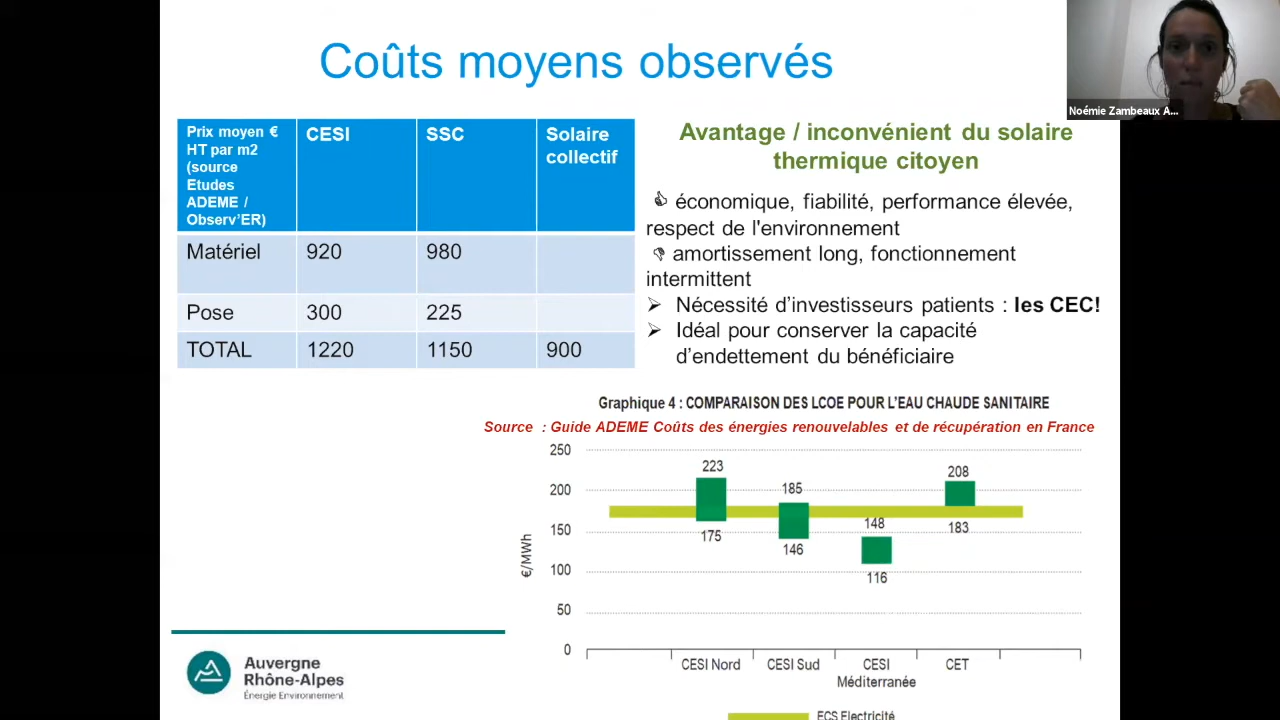 Coûts moyens observés
Noémie Zambeaux A...
Prix moyen €
HT par m2
(source
Etudes
ADEME /
Observ'ER)
CESI
SSC
Solaire
collectif
Matériel
920
980
Pose
300
225
TOTAL
1220
1150
900
Avantage / inconvénient du solaire
thermique citoyen
économique, fiabilité, performance élevée,
respect de l'environnement
amortissement long, fonctionnement
intermittent
Nécessité d'investisseurs patients : les CEC!
Idéal pour conserver la capacité
d'endettement du bénéficiaire
Graphique 4 : COMPARAISON DES LCOE POUR L'EAU CHAUDE SANITAIRE
Source : Guide ADEME Coûts des énergies renouvelables et de récupération en France
€/MWh
250
200
150
100
50
0
223
175
185
146
148
116
208
183
CESI Nord
CESI Sud
CESI
Méditerranée
CET
ECS Electricité
Auvergne
Rhône-Alpes
Énergie Environnement